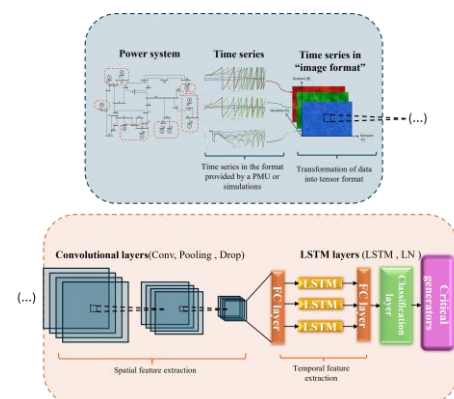 Power system
Time series
Time series in
"image format"
(...)
Time series in the format
provided by a PMU or
simulations
Transformation of data
into tensor format
Convolutional layers(Conv, Pooling , Drop)
LSTM layers (LSTM , LN )
(...)
FC layer
LSTM
LSTM
LSTM
FC layer
Classification
layer
Critical
generators
Spatial feature extraction
Temporal feature
extraction